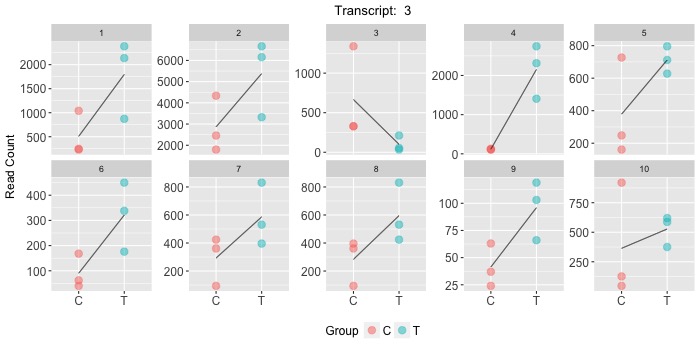 Transcript: 3
1 2 3 4 5
2000 1500 1000 500
6000 5000 4000 3000 2000
1000 500 0
2000 1000 0
800 600 400 200
6 7 8 9 10
400 300 200 100
800 600 400 200
800 600 400 200
100 75 50 25
750 500 250
C T C T C T C T C T
Read Count
Group C T